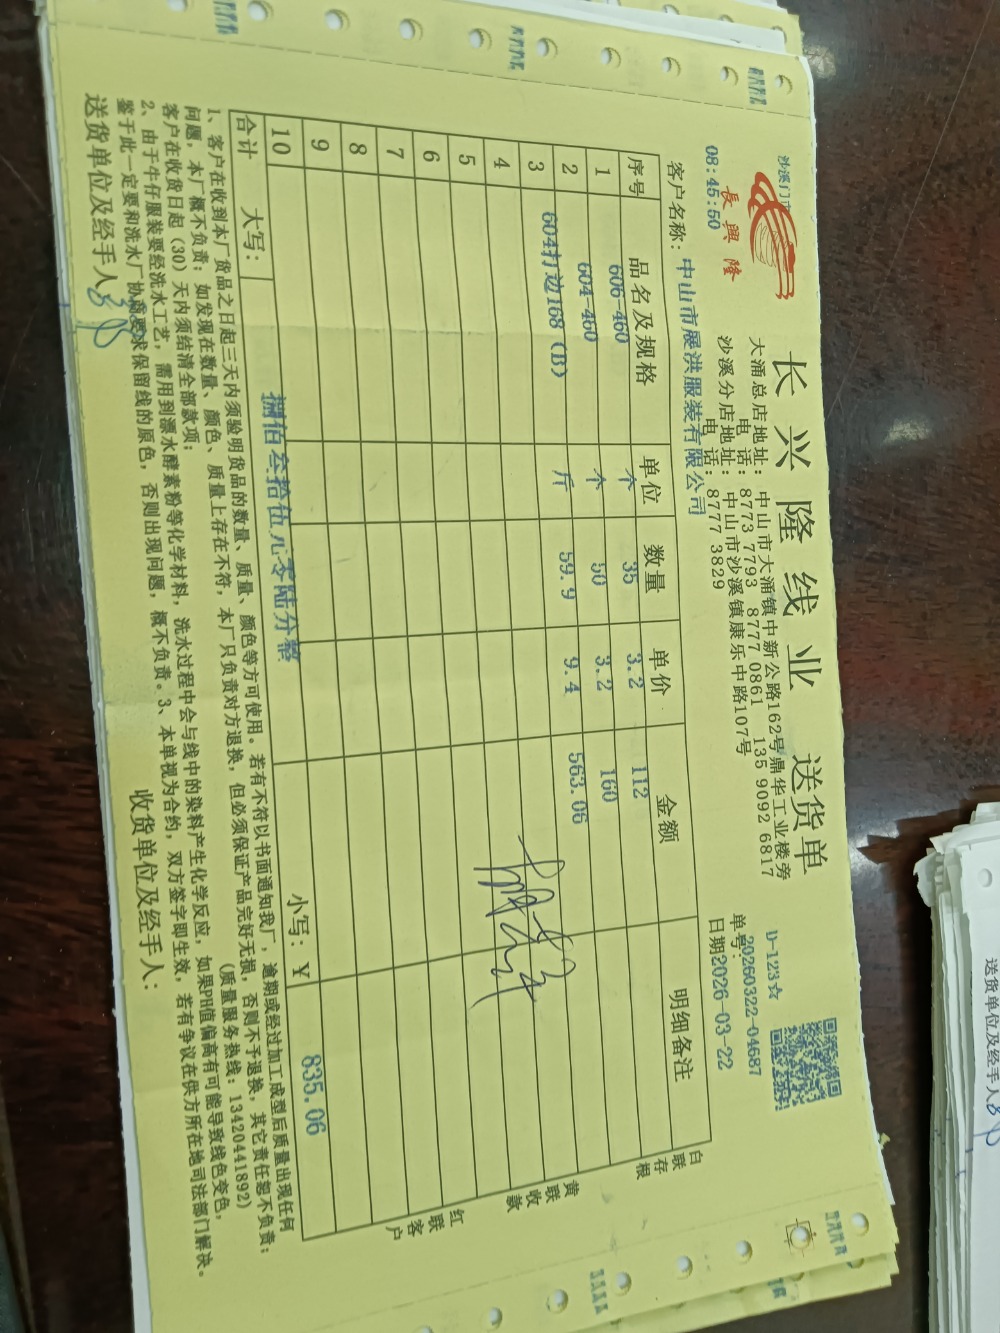 長興隆
长兴隆线业 送货单
大涌总店地址：中山市大涌镇中新公路162号鼎华工业楼旁
电话：8773 7793 8777 0861 135 9092 6817
沙溪分店地址：中山市沙溪镇康乐中路107号
电话：8777 3829
D-123☆
单号：20260322-04687
08:45:50
日期2026-03-22
客户名称：中山市展洪服装有限公司
序号 品名及规格 单位 数量 单价 金额 明细备注
1 606-460 个 35 3.2 112
2 604-460 个 50 3.2 160
3 604打边168（B） 斤 59.9 9.4 563.06
4
5
6
7
8
9
10
合计 大写： 捌佰叁拾伍元零陆分整 小写：￥ 835.06
白联存根
黄联收款
红联客户
1、客户在收到本厂货品之日起三天内须验明货品的数量、质量、颜色等方可使用。若有不符以书面通知我厂，逾期或经过加工成型后质量出现任何
问题，本厂概不负责；如发现在数量、颜色、质量上存在不符，本厂只负责对方退换，但必须保证产品完好无损，否则不予退换，其它责任恕不负责；
客户在收货日起（30）天内须结清全部款项； （质量服务热线：13420441892）
2、由于牛仔服装要经洗水工艺，需用到漂水酵素粉等化学材料，洗水过程中会与线中的染料产生化学反应，如果PH值偏高有可能导致线色变色，
鉴于此一定要和洗水厂协商要求保留线的原色，否则出现问题，概不负责。3、本单视为合约，双方签字即生效，若有争议在供方所在地司法部门解决。
送货单位及经手人： 收货单位及经手人：
送货单位及经手人